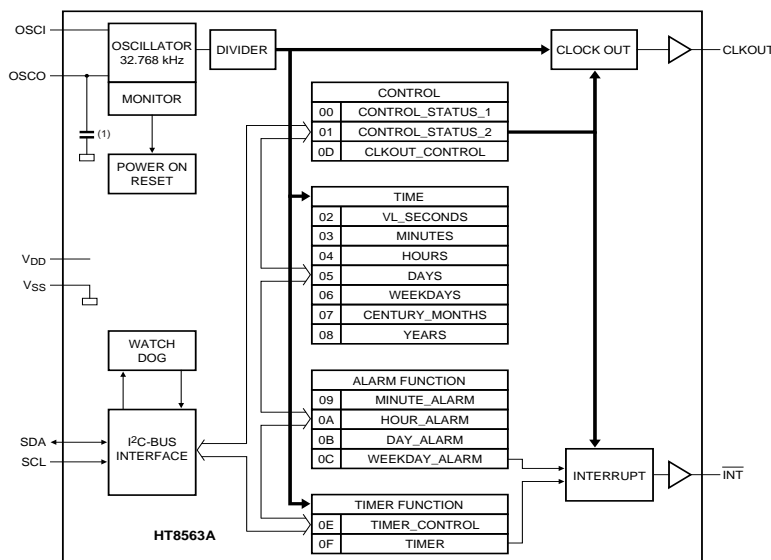 OSCI
OSCO
OSCILLATOR
32.768 kHz
MONITOR
(1)
POWER ON
RESET
DIVIDER
CLOCK OUT
CLKOUT
CONTROL
00 CONTROL_STATUS_1
01 CONTROL_STATUS_2
0D CLKOUT_CONTROL
TIME
02 VL_SECONDS
03 MINUTES
04 HOURS
05 DAYS
06 WEEKDAYS
07 CENTURY_MONTHS
08 YEARS
VDD
VSS
WATCH
DOG
I²C-BUS
INTERFACE
SDA
SCL
ALARM FUNCTION
09 MINUTE_ALARM
0A HOUR_ALARM
0B DAY_ALARM
0C WEEKDAY_ALARM
INTERRUPT
INT
TIMER FUNCTION
0E TIMER_CONTROL
0F TIMER
HT8563A